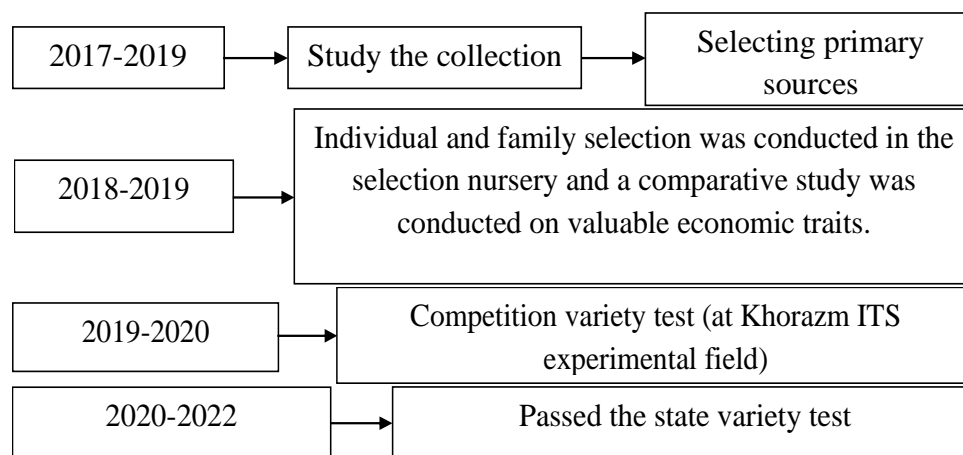 2017-2019
Study the collection
Selecting primary
sources
2018-2019
Individual and family selection was conducted in the
selection nursery and a comparative study was
conducted on valuable economic traits.
2019-2020
Competition variety test (at Khorazm ITS
experimental field)
2020-2022
Passed the state variety test